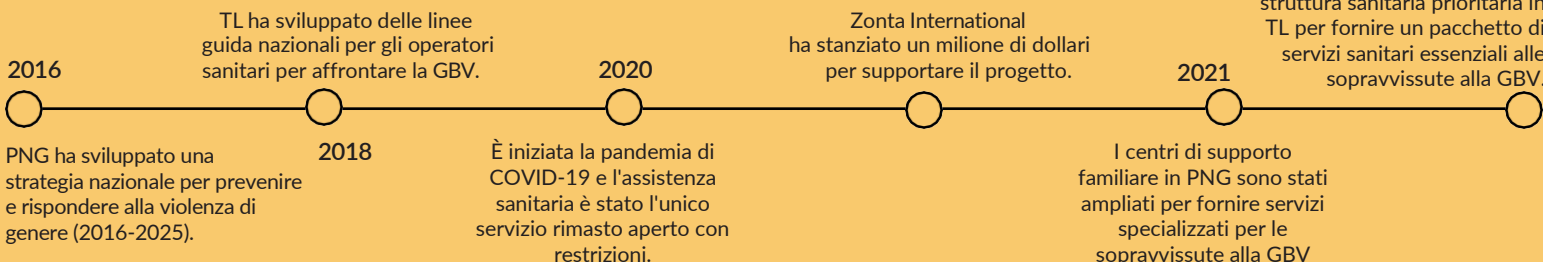 2016
PNG ha sviluppato una
strategia nazionale per prevenire
e rispondere alla violenza di
genere (2016-2025).
TL ha sviluppato delle linee
guida nazionali per gli operatori
sanitari per affrontare la GBV.
2018
2020
È iniziata la pandemia di
COVID-19 e l'assistenza
sanitaria è stato l'unico
servizio rimasto aperto con
restrizioni.
Zonta International
ha stanziato un milione di dollari
per supportare il progetto.
2021
I centri di supporto
familiare in PNG sono stati
ampliati per fornire servizi
specializzati per le
sopravvissute alla GBV
struttura sanitaria prioritaria in
TL per fornire un pacchetto di
servizi sanitari essenziali alle
sopravvissute alla GBV.